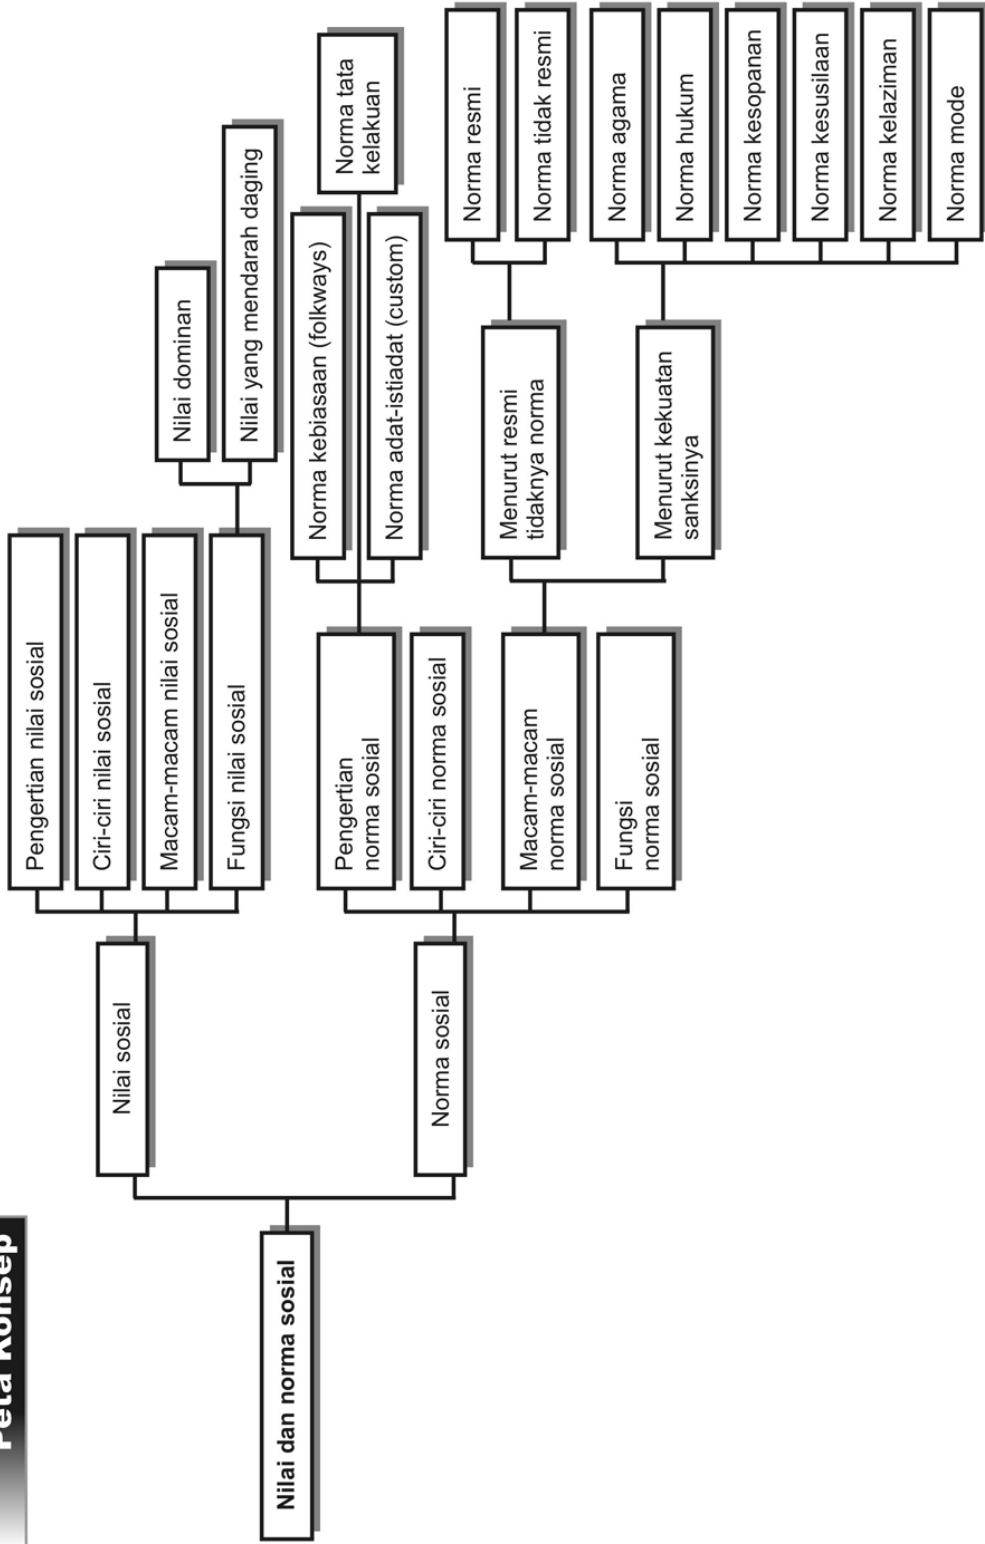 Peta Konsep
Nilai dan norma sosial
Nilai sosial
Pengertian nilai sosial
Ciri-ciri nilai sosial
Macam-macam nilai sosial
Fungsi nilai sosial
Nilai dominan
Nilai yang mendarah daging
Norma sosial
Pengertian
norma sosial
Norma kebiasaan (folkways)
Norma adat-istiadat (custom)
Norma tata
kelakuan
Ciri-ciri norma sosial
Macam-macam
norma sosial
Menurut resmi
tidaknya norma
Norma resmi
Norma tidak resmi
Menurut kekuatan
sanksinya
Norma agama
Norma hukum
Norma kesopanan
Norma kesusilaan
Norma kelaziman
Norma mode
Fungsi
norma sosial